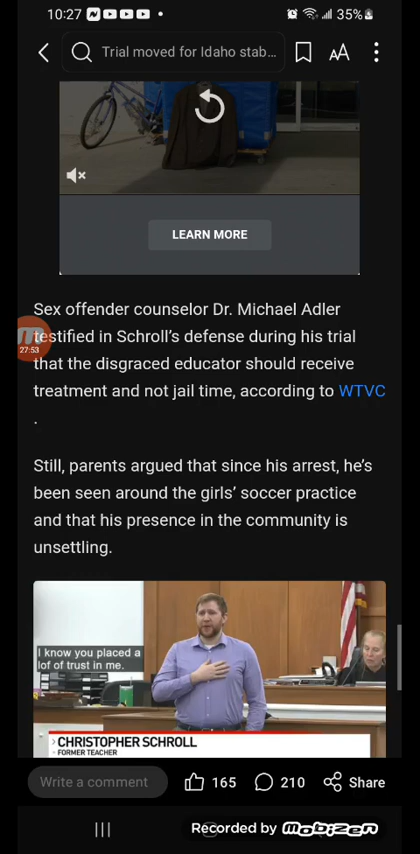 10:27
35%
Trial moved for Idaho stab...
AA
LEARN MORE
Sex offender counselor Dr. Michael Adler
testified in Schroll’s defense during his trial
27:53
that the disgraced educator should receive
treatment and not jail time, according to WTVC
.
Still, parents argued that since his arrest, he’s
been seen around the girls’ soccer practice
and that his presence in the community is
unsettling.
I know you placed a
lof of trust in me.
CHRISTOPHER SCHROLL
FORMER TEACHER
Write a comment
165
210
Share
Recorded by mobizen